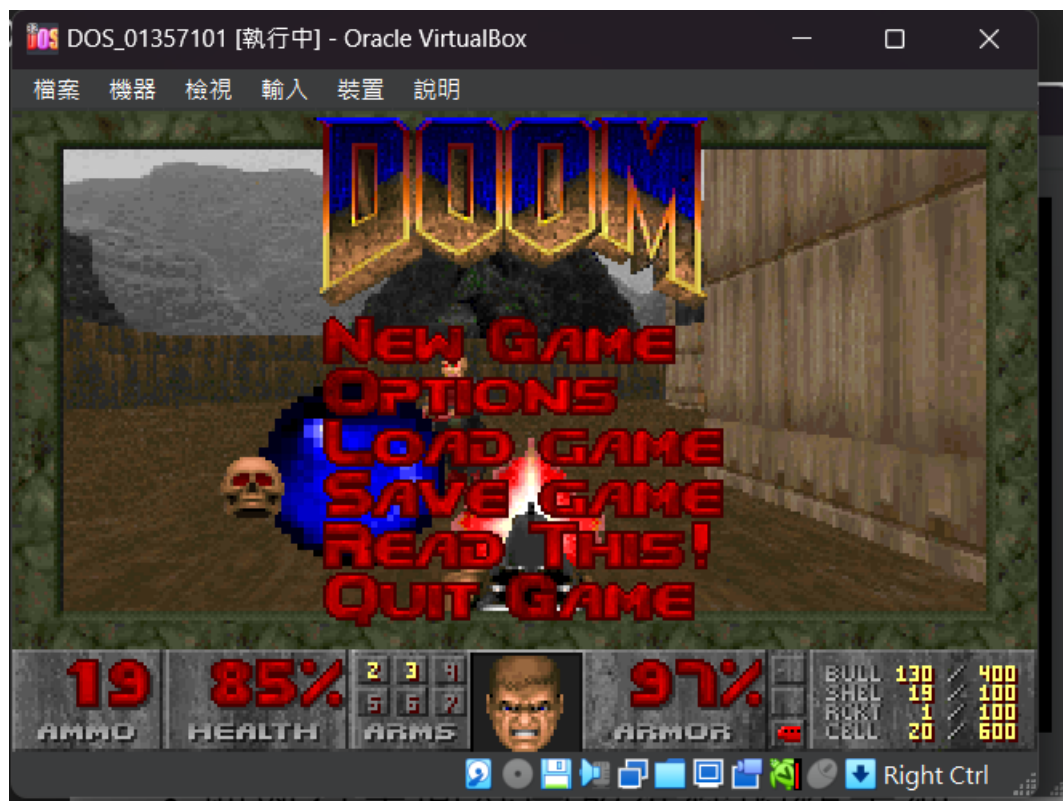 DOS_01357101 [執行中] - Oracle VirtualBox
檔案 機器 檢視 輸入 裝置 說明
DOOM
NEW GAME
OPTIONS
LOAD GAME
SAVE GAME
READ THIS!
QUIT GAME
19 85% 2 3 4 97% BULL 130 / 400
5 6 7 SHEL 19 / 100
RCKT 1 / 100
AMMO HEALTH ARMS ARMOR CELL 20 / 600
Right Ctrl